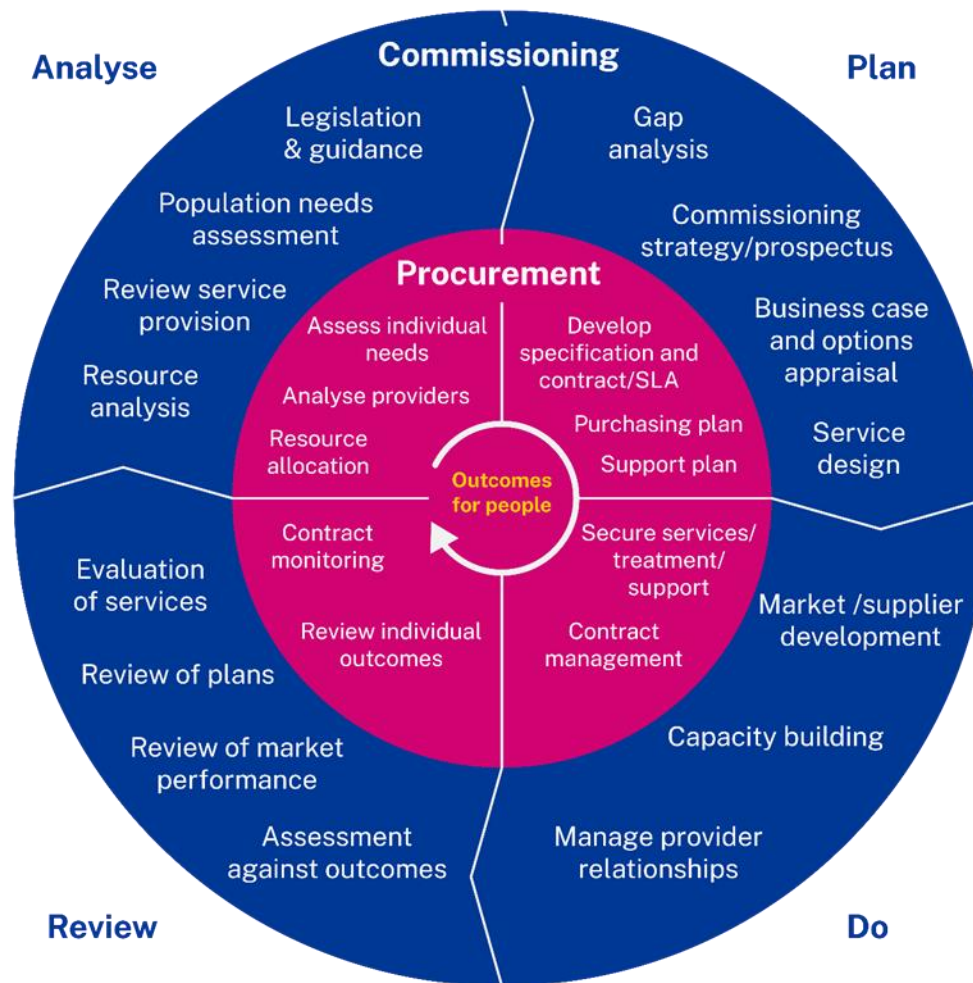 Analyse
Plan
Commissioning
Legislation
& guidance
Population needs
assessment
Review service
provision
Resource
analysis
Gap
analysis
Commissioning
strategy/prospectus
Business case
and options
appraisal
Service
design
Procurement
Assess individual
needs
Analyse providers
Resource
allocation
Develop
specification and
contract/SLA
Purchasing plan
Support plan
Outcomes
for people
Contract
monitoring
Review individual
outcomes
Secure services/
treatment/
support
Contract
management
Evaluation
of services
Review of plans
Review of market
performance
Assessment
against outcomes
Market /supplier
development
Capacity building
Manage provider
relationships
Review
Do